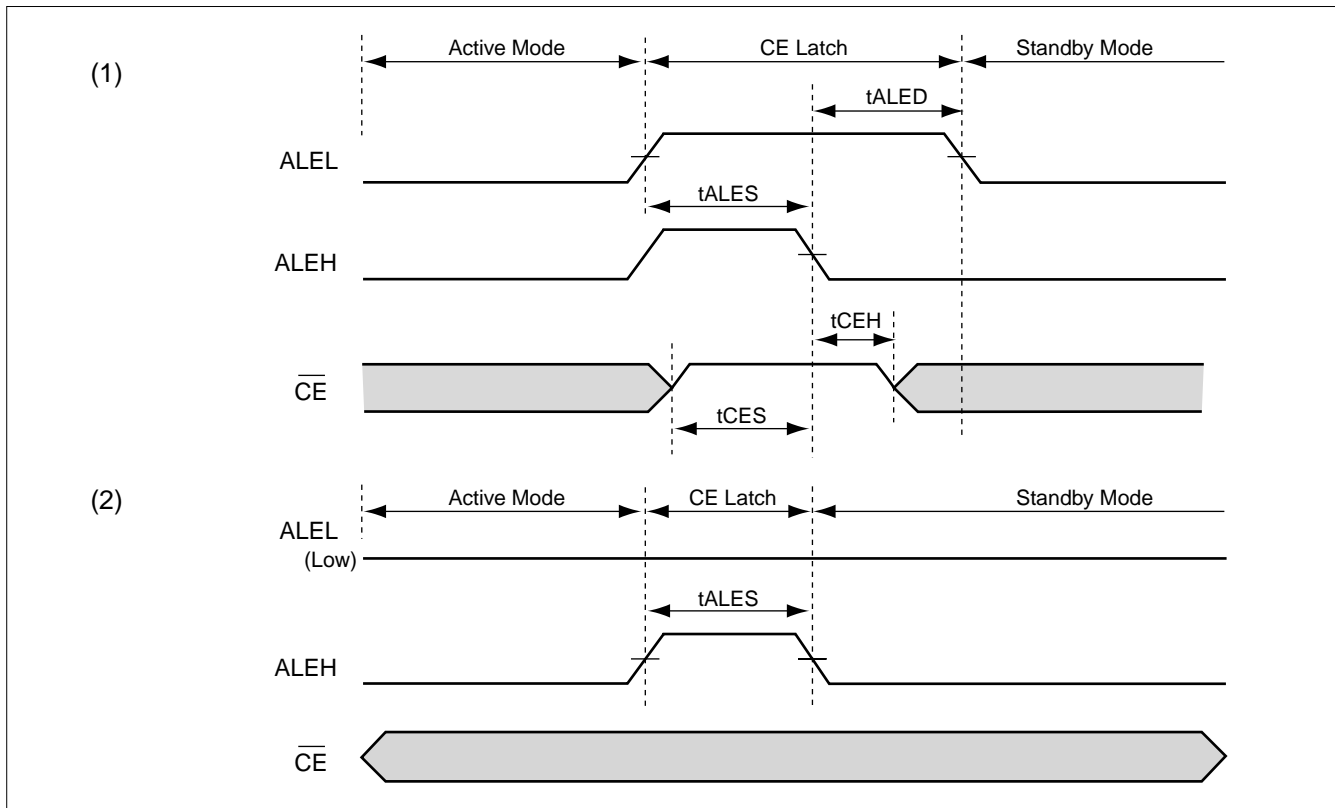 (1)
Active Mode CE Latch Standby Mode
tALED
ALEL
tALES
ALEH
tCEH
CE
tCES
(2)
Active Mode CE Latch Standby Mode
ALEL
(Low)
tALES
ALEH
CE